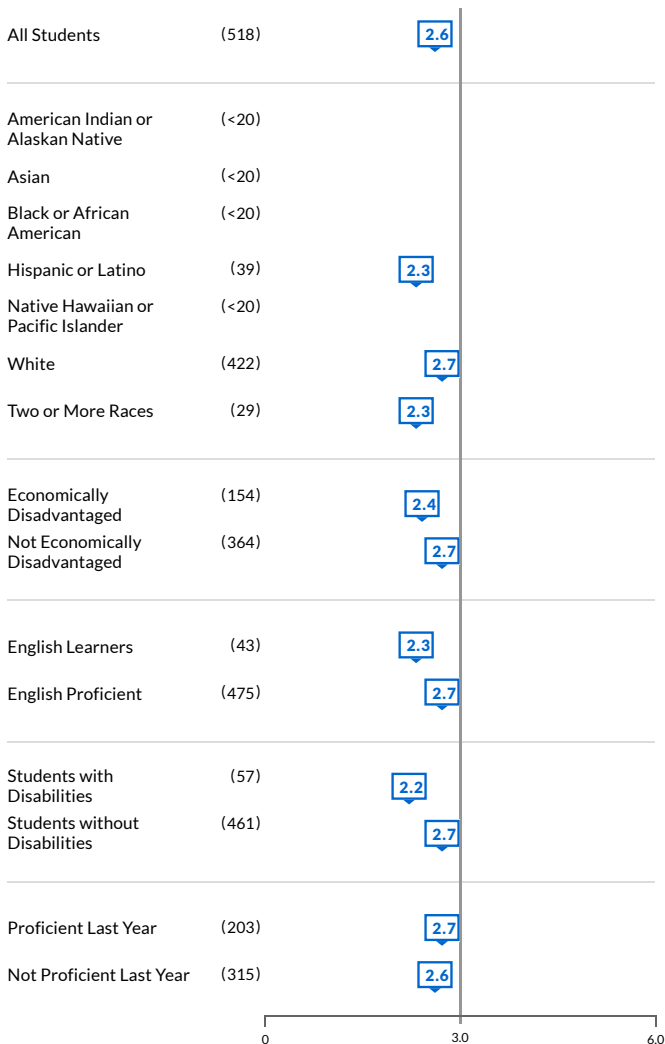 All Students (518) 2.6
American Indian or (<20)
Alaskan Native
Asian (<20)
Black or African (<20)
American
Hispanic or Latino (39) 2.3
Native Hawaiian or (<20)
Pacific Islander
White (422) 2.7
Two or More Races (29) 2.3
Economically (154) 2.4
Disadvantaged
Not Economically (364) 2.7
Disadvantaged
English Learners (43) 2.3
English Proficient (475) 2.7
Students with (57) 2.2
Disabilities
Students without (461) 2.7
Disabilities
Proficient Last Year (203) 2.7
Not Proficient Last Year (315) 2.6
0 3.0 6.0